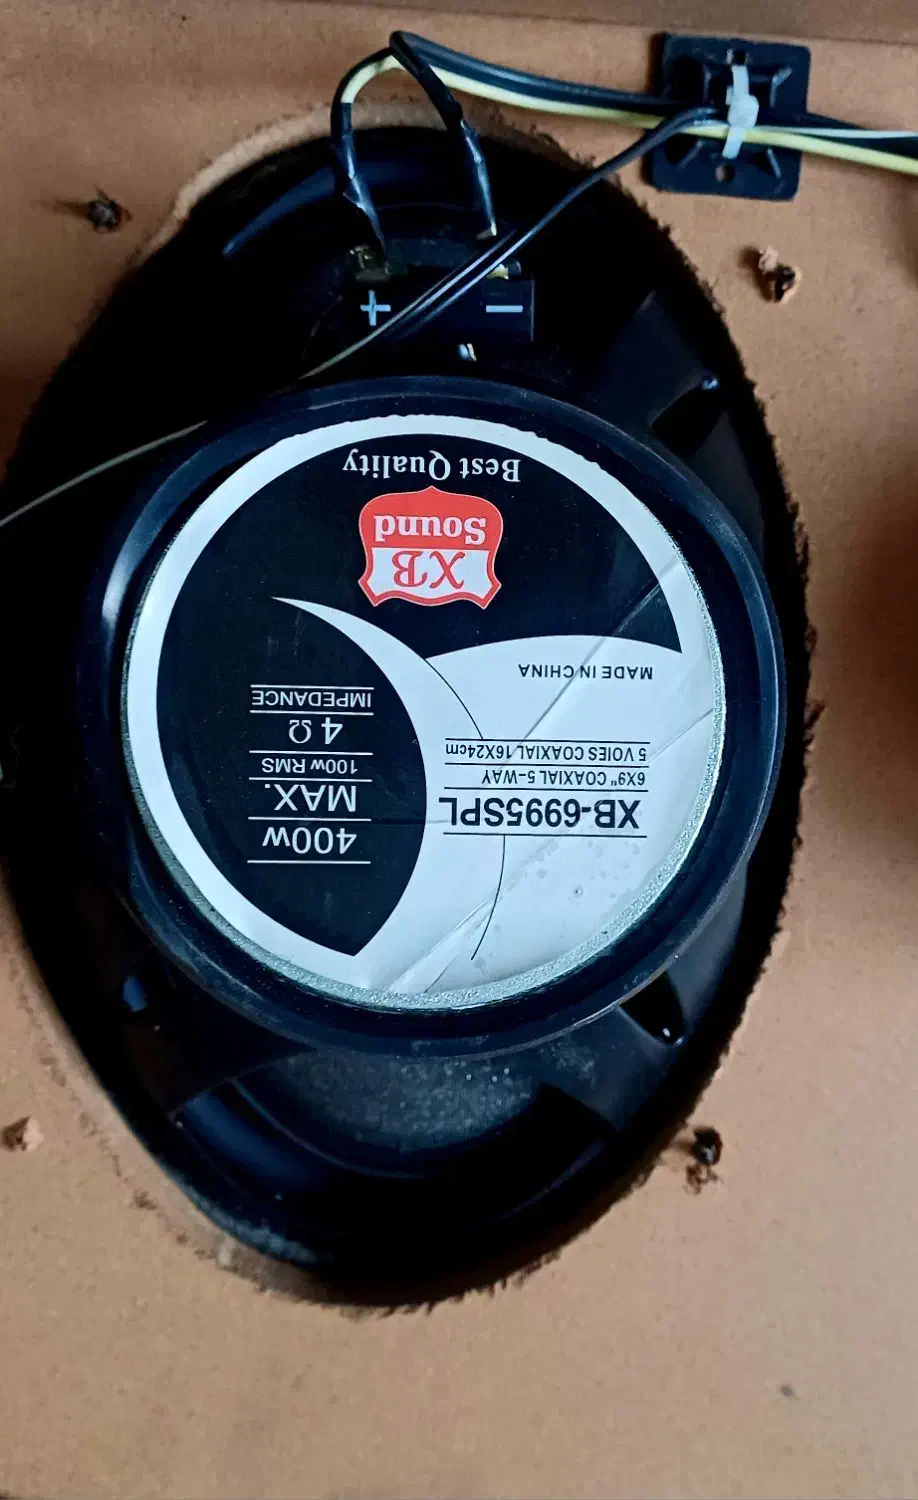 + −
400w
MAX.
100w RMS
4 Ω
IMPEDANCE
XB-6995SPL
6X9" COAXIAL 5-WAY
5 VOIES COAXIAL 16X24cm
MADE IN CHINA
XB
Sound
Best Quality